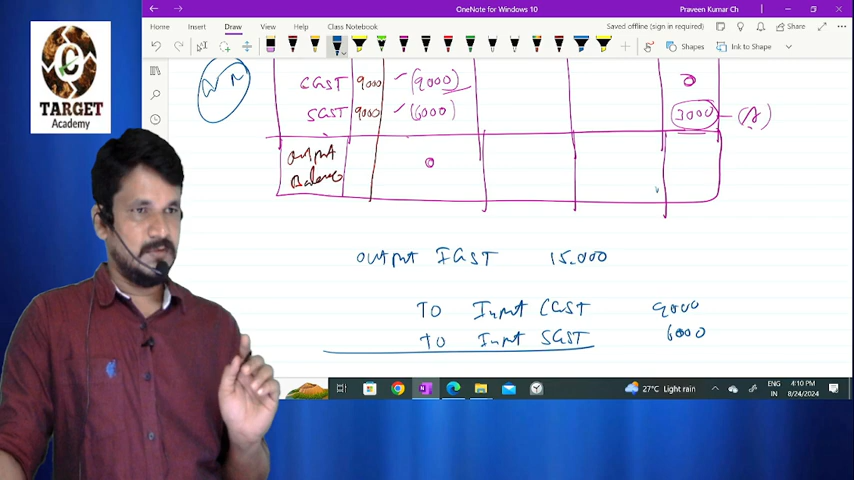 OneNote for Windows 10
Praveen Kumar Ch
Home Insert Draw View Help Class Notebook
Saved offline (sign in required)
Share
Shapes
Ink to Shape
C
TARGET
Academy
CGST 9000 (9000) 0
SGST 9000 (6000) 3000 (A)
Output
Balance 0
Output IGST 15.000
To Input CGST 9000
To Input SGST 6000
27°C Light rain
ENG
IN
4:10 PM
8/24/2024